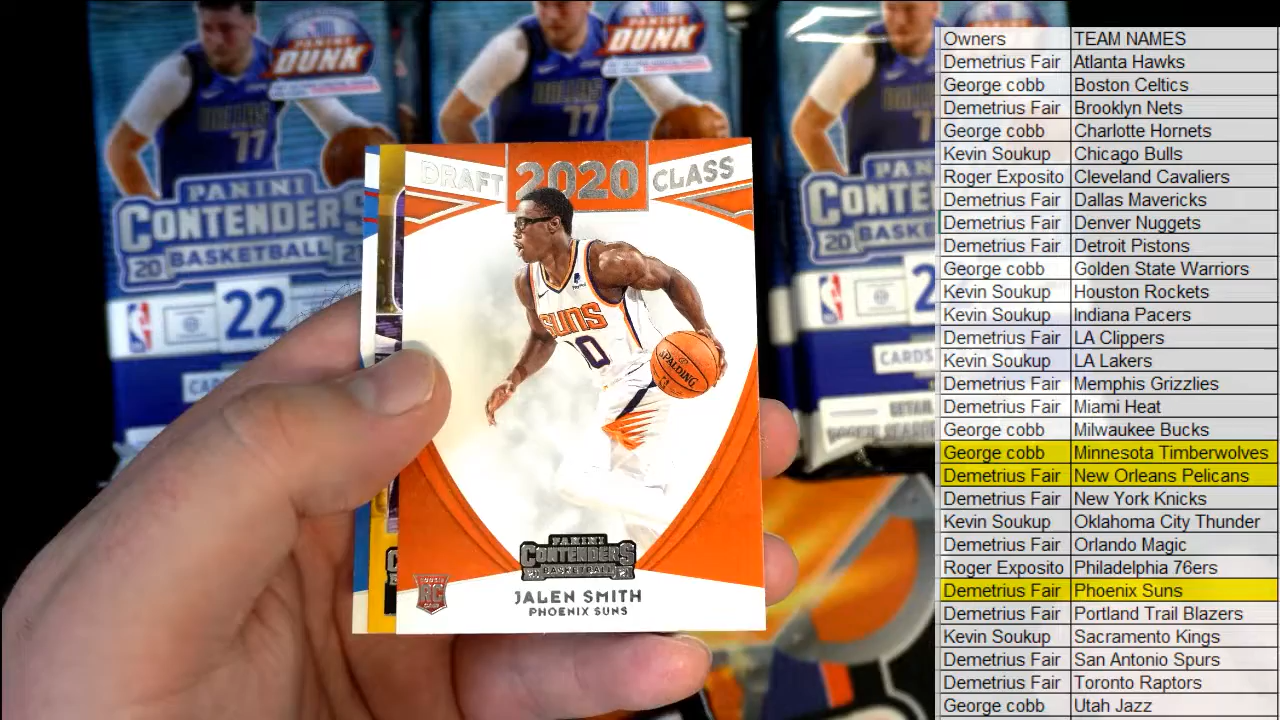 PANINI
DUNK
DALLAS
77
PANINI
CONTENDERS
20 BASKETBALL 21
22
CARDS
PANINI
DUNK
DALLAS
77
77
PANINI
CONTE
20 BASKE
2
CARDS
DRAFT 2020 CLASS
SUNS
10
SPALDING
PANINI
CONTENDERS
BASKETBALL
RC
JALEN SMITH
PHOENIX SUNS
Owners TEAM NAMES
Demetrius Fair Atlanta Hawks
George cobb Boston Celtics
Demetrius Fair Brooklyn Nets
George cobb Charlotte Hornets
Kevin Soukup Chicago Bulls
Roger Exposito Cleveland Cavaliers
Demetrius Fair Dallas Mavericks
Demetrius Fair Denver Nuggets
Demetrius Fair Detroit Pistons
George cobb Golden State Warriors
Kevin Soukup Houston Rockets
Kevin Soukup Indiana Pacers
Demetrius Fair LA Clippers
Kevin Soukup LA Lakers
Demetrius Fair Memphis Grizzlies
Demetrius Fair Miami Heat
George cobb Milwaukee Bucks
George cobb Minnesota Timberwolves
Demetrius Fair New Orleans Pelicans
Demetrius Fair New York Knicks
Kevin Soukup Oklahoma City Thunder
Demetrius Fair Orlando Magic
Roger Exposito Philadelphia 76ers
Demetrius Fair Phoenix Suns
Demetrius Fair Portland Trail Blazers
Kevin Soukup Sacramento Kings
Demetrius Fair San Antonio Spurs
Demetrius Fair Toronto Raptors
George cobb Utah Jazz